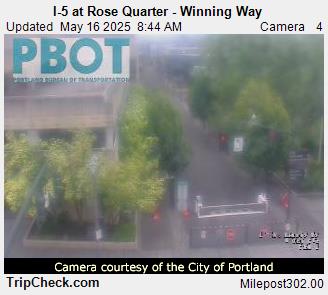 I-5 at Rose Quarter - Winning Way
Updated May 16 2025 8:44 AM Camera 4
PBOT
PORTLAND BUREAU OF TRANSPORTATION
Camera courtesy of the City of Portland
TripCheck.com Milepost302.00